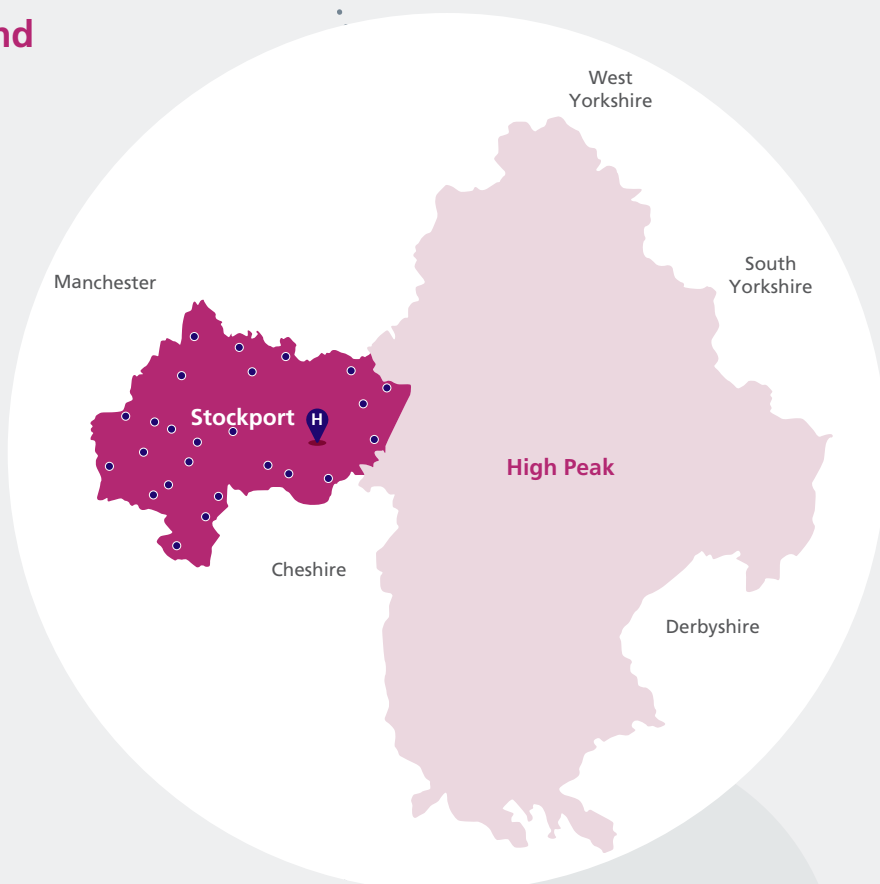 nd
West
Yorkshire
South
Yorkshire
Manchester
Stockport
H
High Peak
Cheshire
Derbyshire